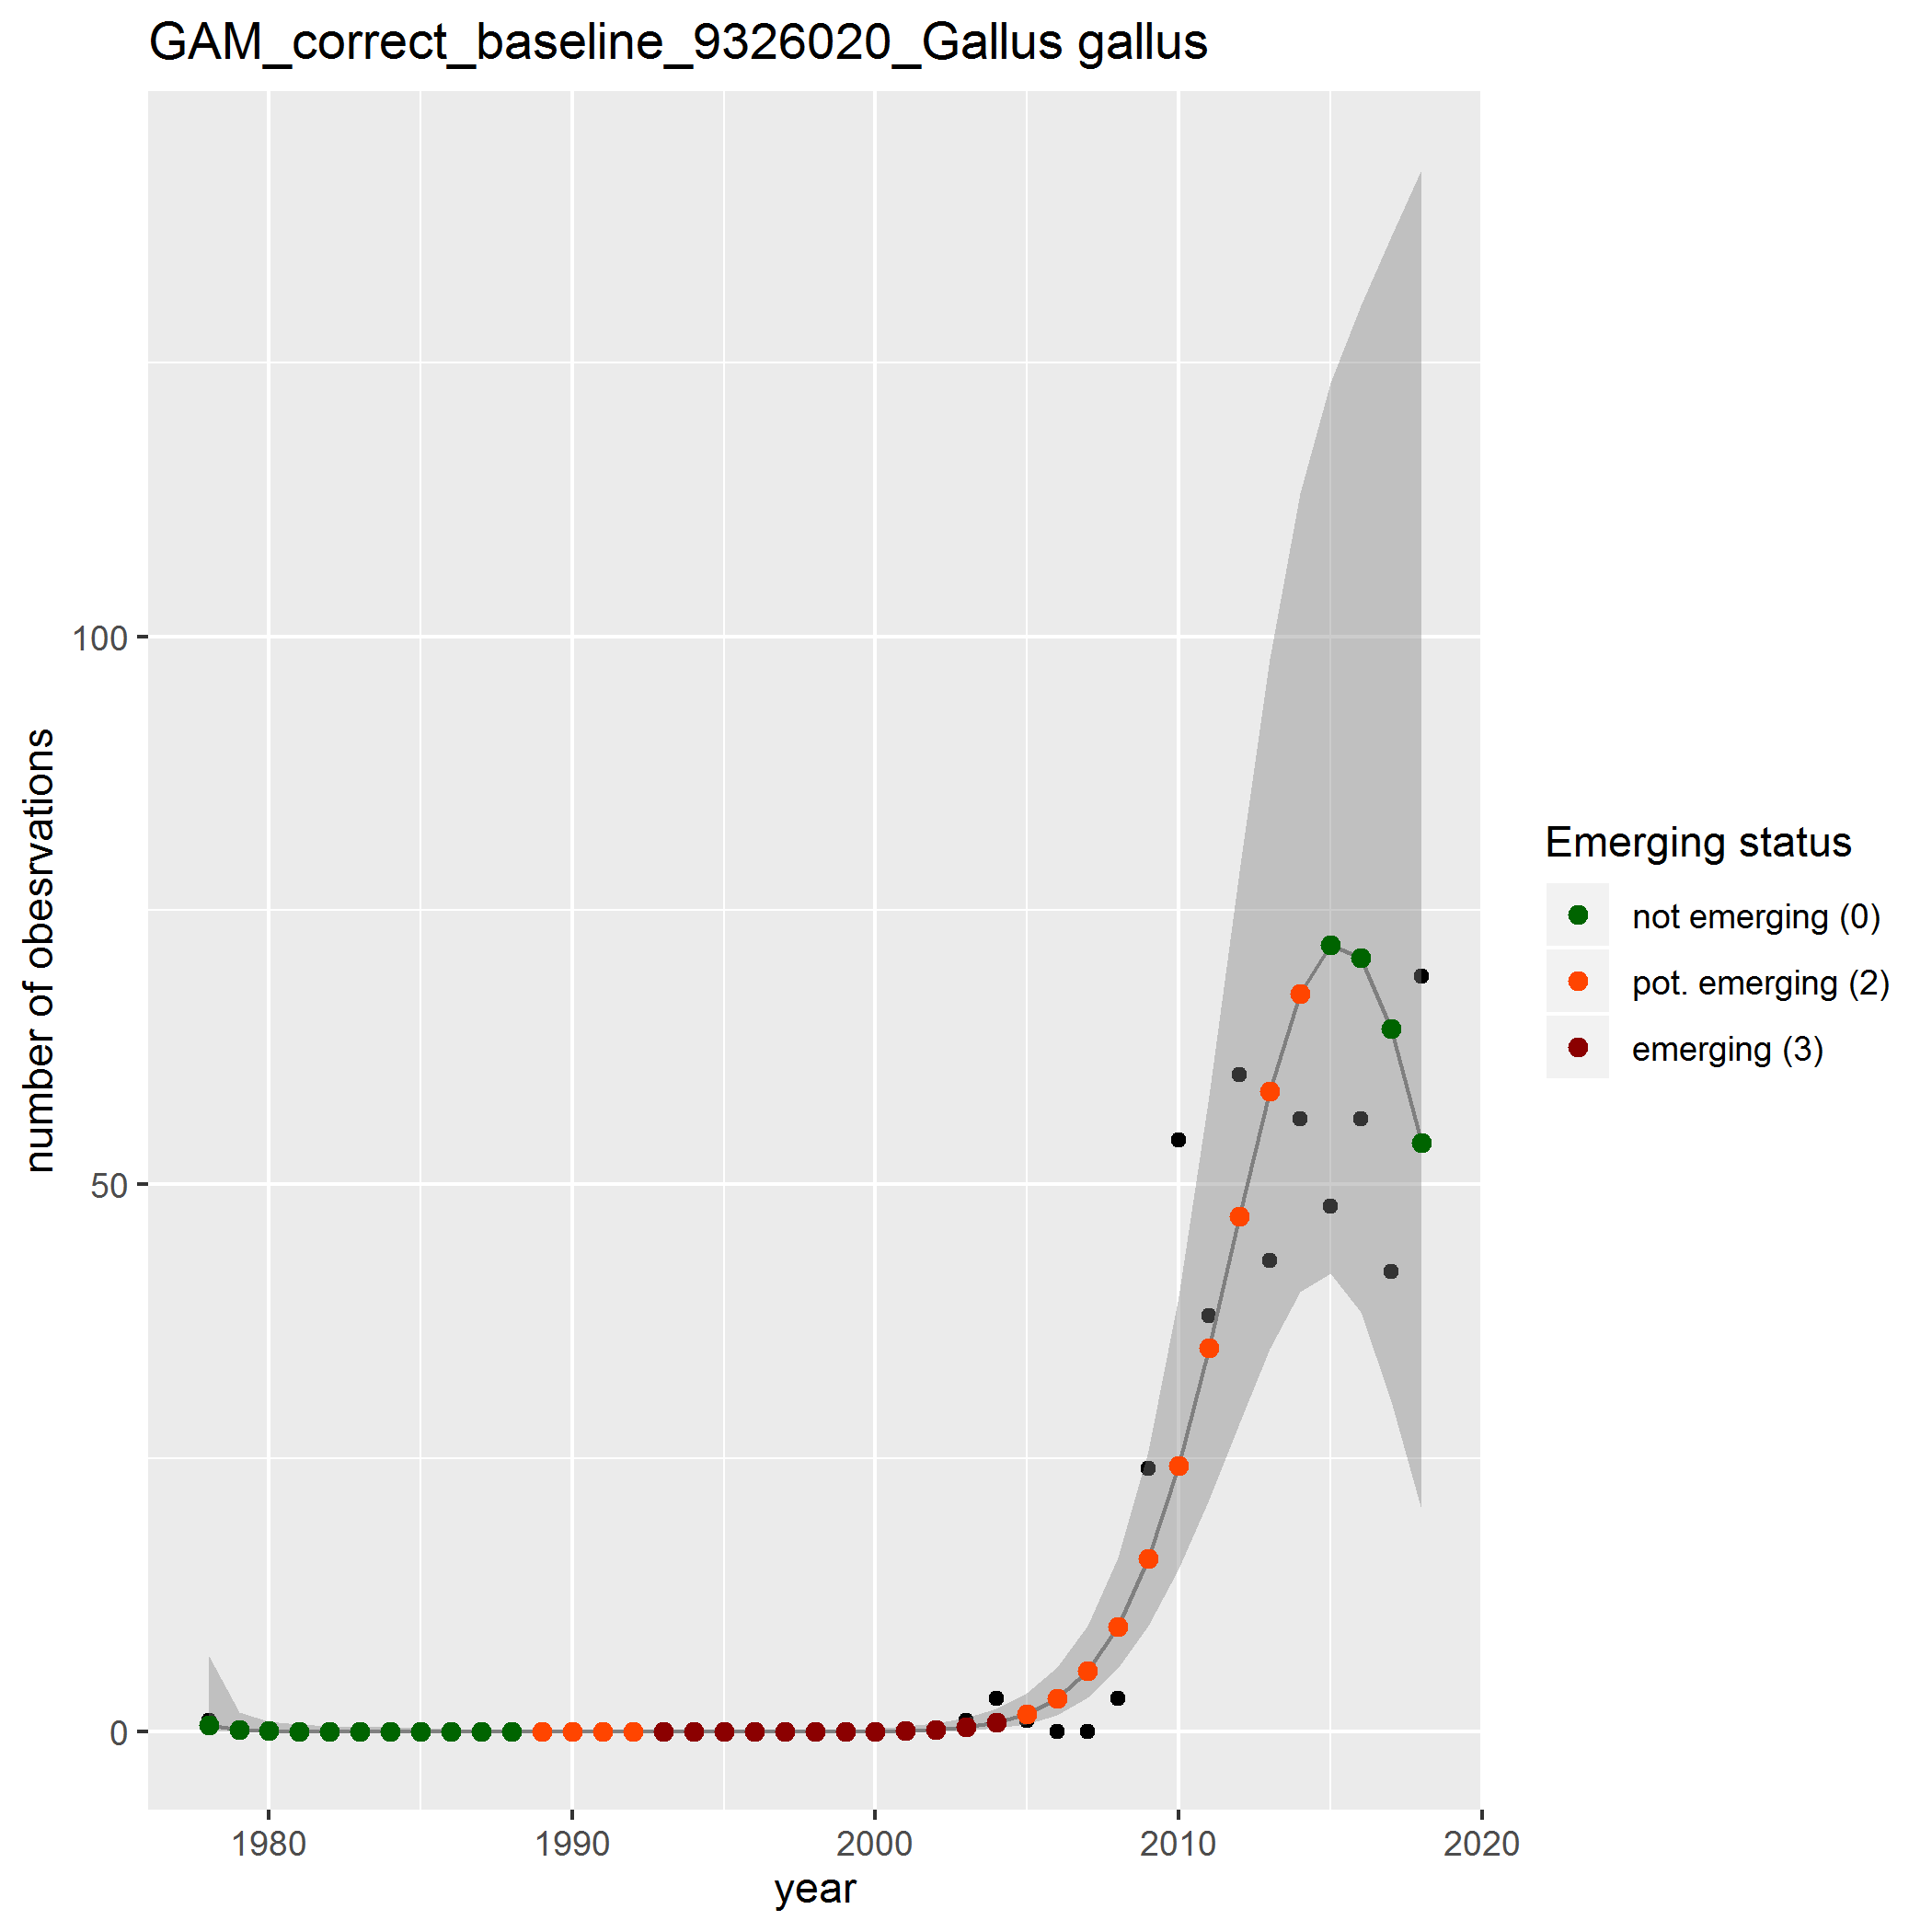 GAM_correct_baseline_9326020_Gallus gallus
number of obesrvations
100
50
0
1980 1990 2000 2010 2020
year
Emerging status
not emerging (0)
pot. emerging (2)
emerging (3)